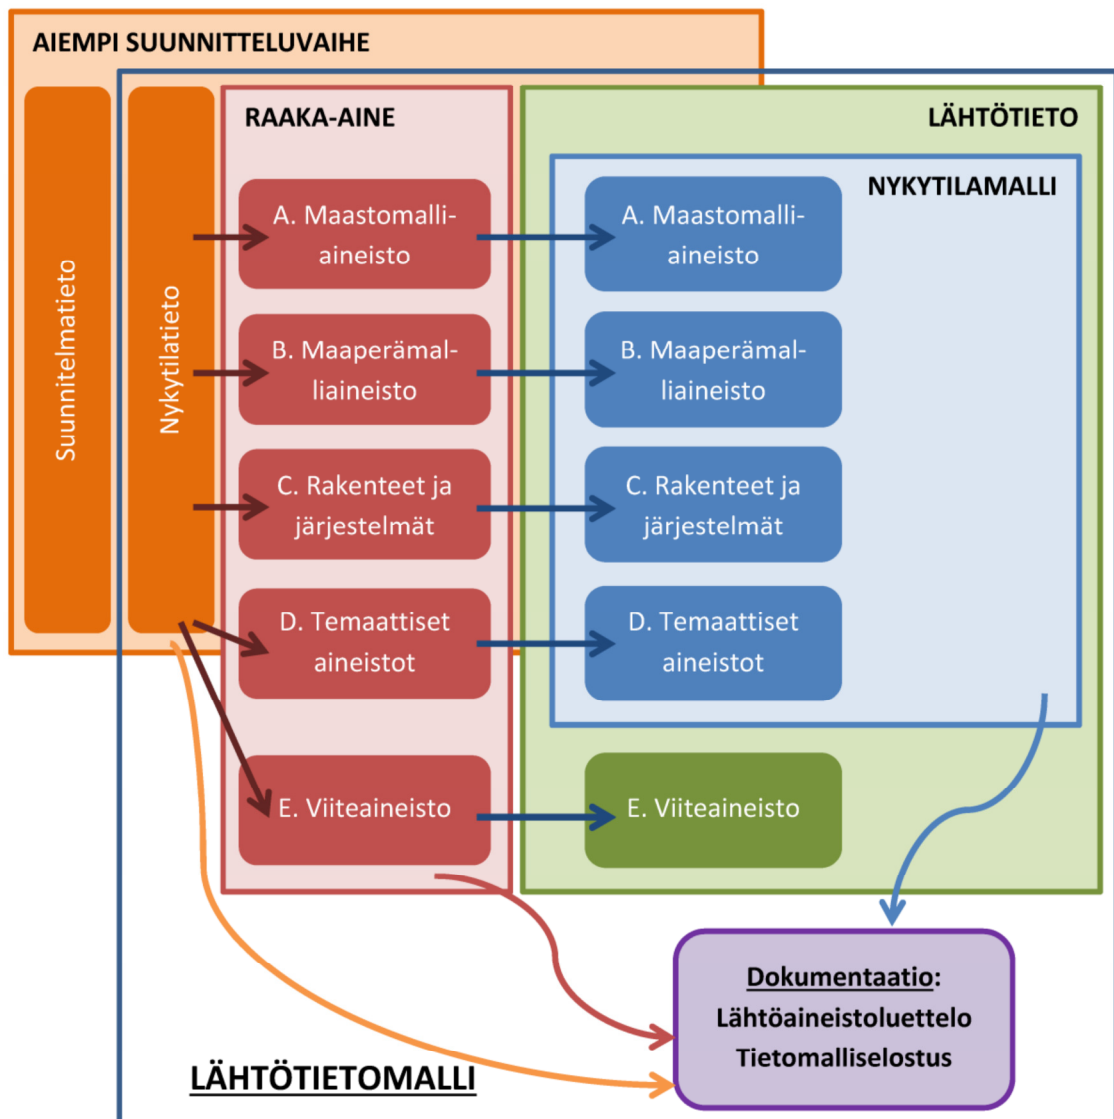 AIEMPI SUUNNITTELUVAIHE
Suunnitelmatieto
Nykytilatieto
RAAKA-AINE
A. Maastomalli-
aineisto
B. Maaperämal-
liaineisto
C. Rakenteet ja
järjestelmät
D. Temaattiset
aineistot
E. Viiteaineisto
LÄHTÖTIETO
NYKYTILAMALLI
A. Maastomalli-
aineisto
B. Maaperämal-
liaineisto
C. Rakenteet ja
järjestelmät
D. Temaattiset
aineistot
E. Viiteaineisto
Dokumentaatio:
Lähtöaineistoluettelo
Tietomalliselostus
LÄHTÖTIETOMALLI